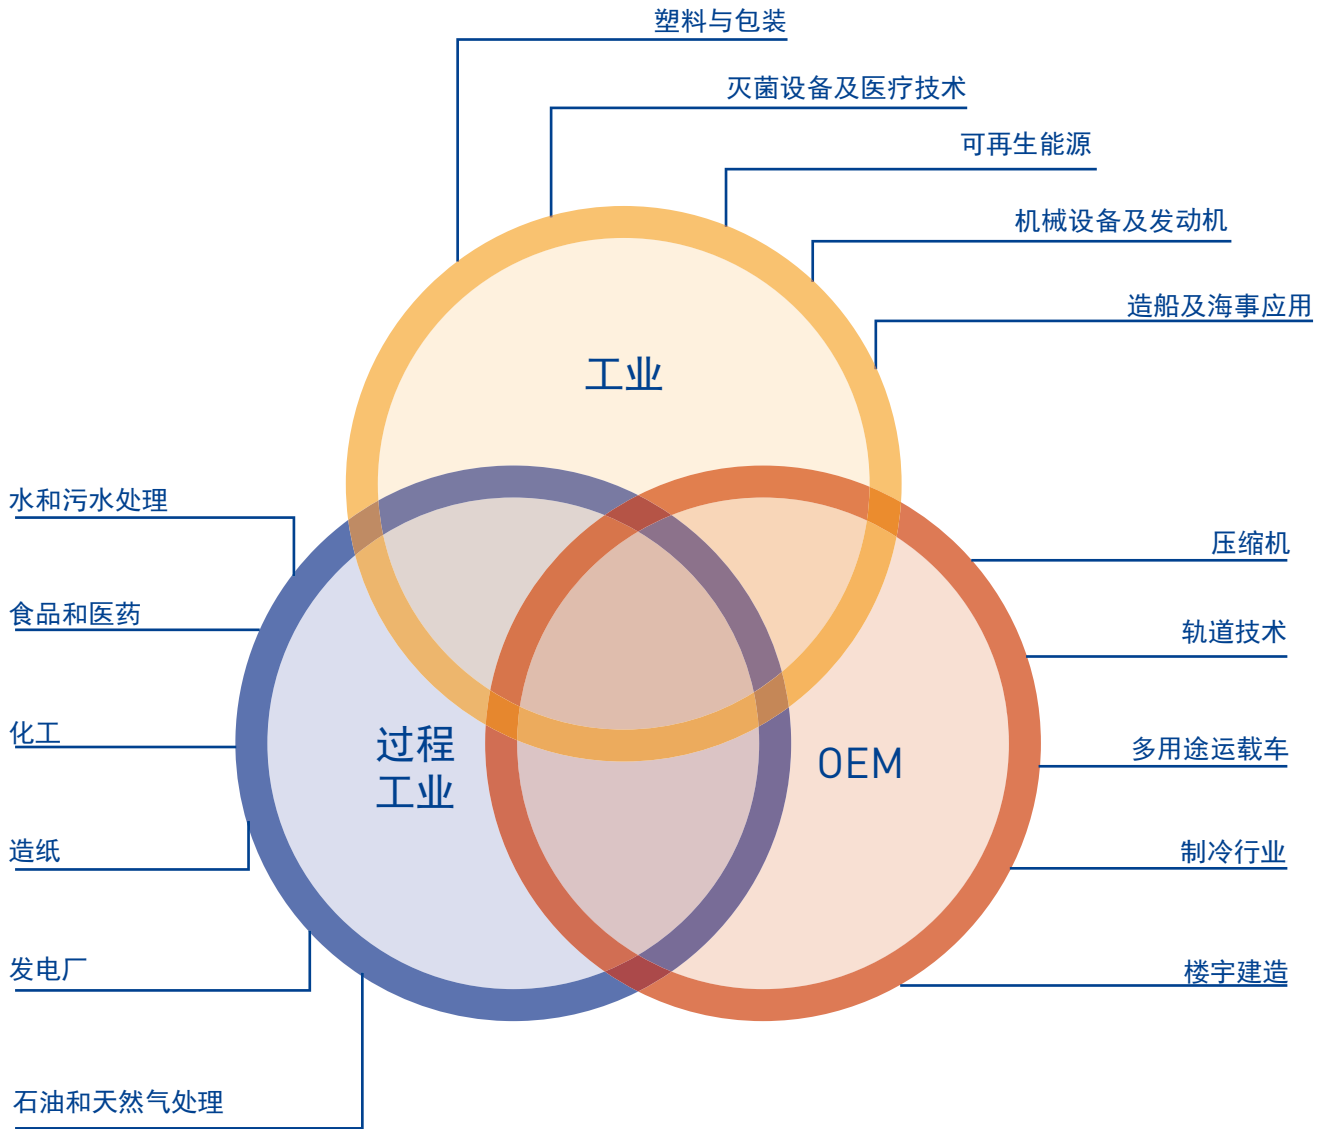 塑料与包装
灭菌设备及医疗技术
可再生能源
机械设备及发动机
造船及海事应用
工业
水和污水处理
食品和医药
化工
造纸
发电厂
石油和天然气处理
过程
工业
OEM
压缩机
轨道技术
多用途运载车
制冷行业
楼宇建造